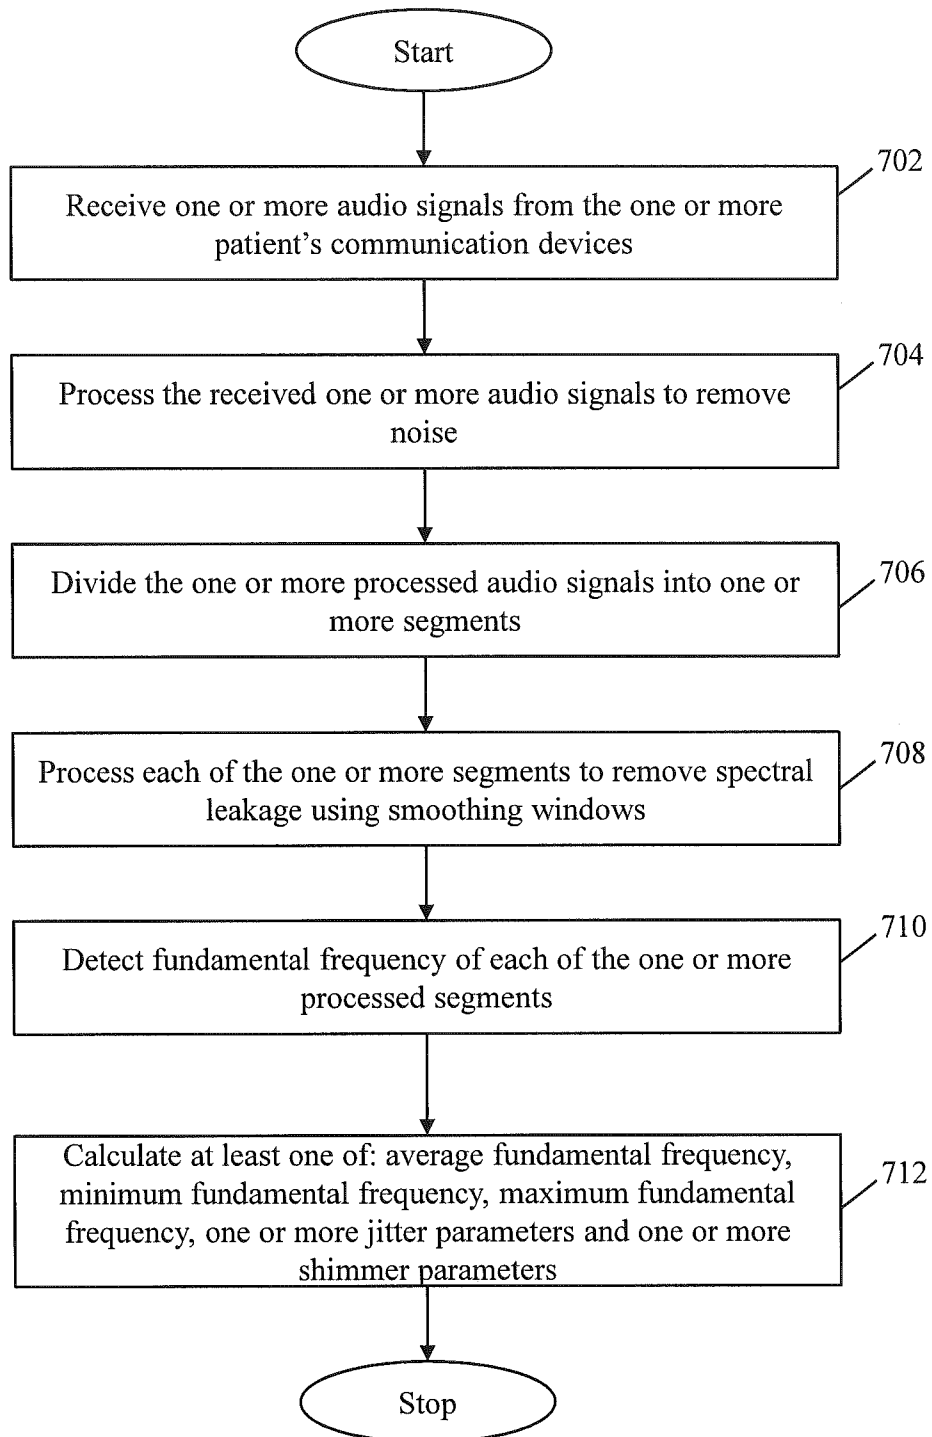 Start
702
Receive one or more audio signals from the one or more
patient's communication devices
704
Process the received one or more audio signals to remove
noise
706
Divide the one or more processed audio signals into one or
more segments
708
Process each of the one or more segments to remove spectral
leakage using smoothing windows
710
Detect fundamental frequency of each of the one or more
processed segments
712
Calculate at least one of: average fundamental frequency,
minimum fundamental frequency, maximum fundamental
frequency, one or more jitter parameters and one or more
shimmer parameters
Stop